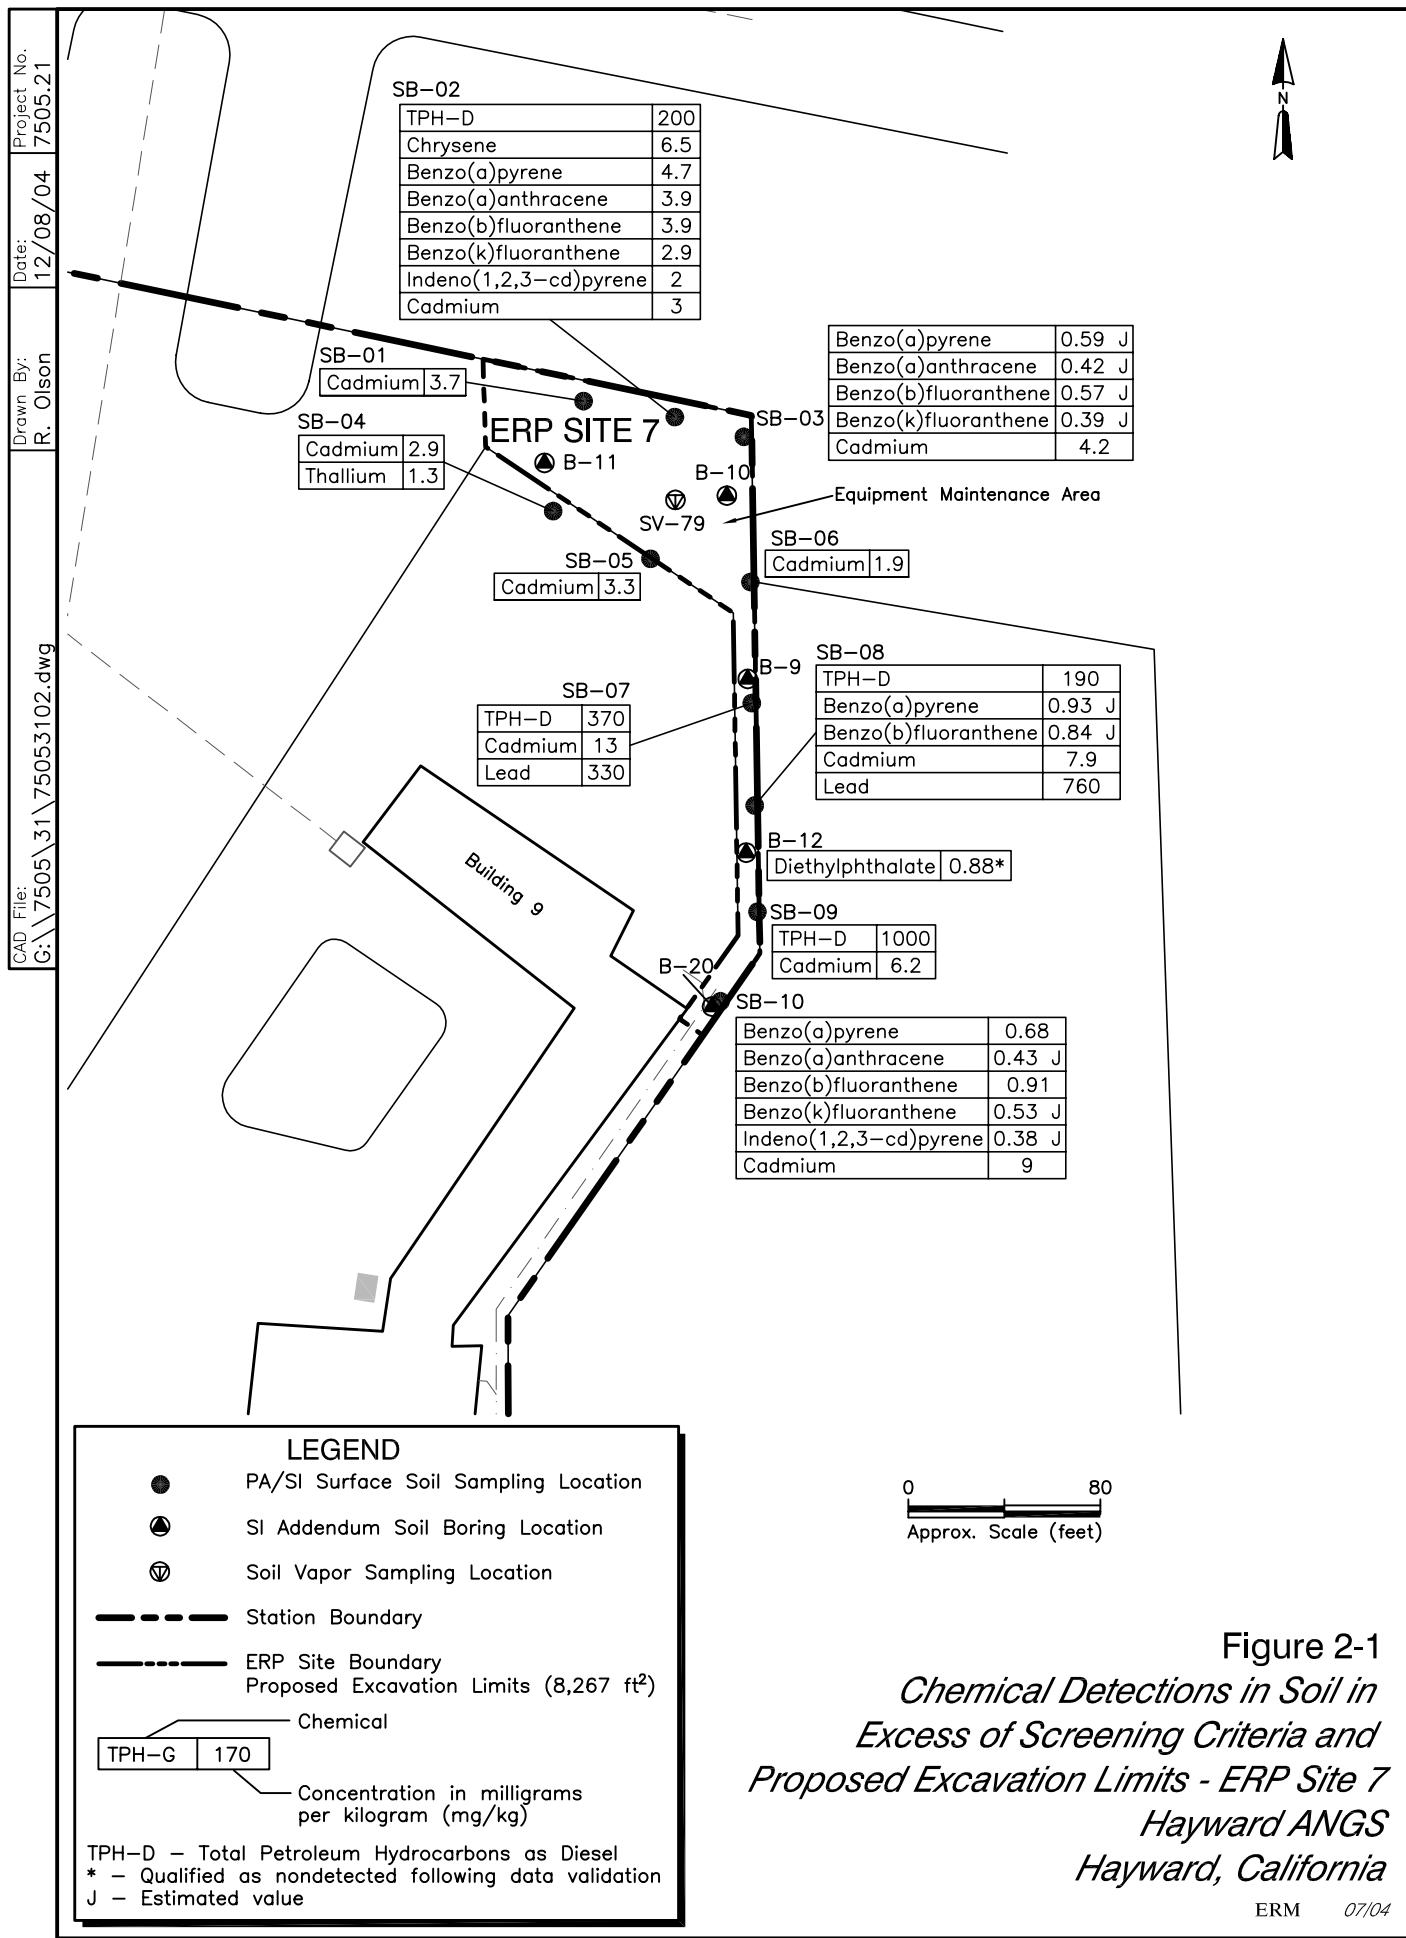 Project No.
7505.21
Date:
12/08/04
Drawn By:
R. Olson
CAD File:
G:\7505\31\750531​02.dwg
N
SB-02
TPH-D 200
Chrysene 6.5
Benzo(a)pyrene 4.7
Benzo(a)anthracene 3.9
Benzo(b)fluoranthene 3.9
Benzo(k)fluoranthene 2.9
Indeno(1,2,3-cd)pyrene 2
Cadmium 3
SB-01
Cadmium 3.7
SB-03
Benzo(a)pyrene 0.59 J
Benzo(a)anthracene 0.42 J
Benzo(b)fluoranthene 0.57 J
Benzo(k)fluoranthene 0.39 J
Cadmium 4.2
SB-04
Cadmium 2.9
Thallium 1.3
ERP SITE 7
B-11
B-10
SV-79
Equipment Maintenance Area
SB-05
Cadmium 3.3
SB-06
Cadmium 1.9
B-9
SB-07
TPH-D 370
Cadmium 13
Lead 330
SB-08
TPH-D 190
Benzo(a)pyrene 0.93 J
Benzo(b)fluoranthene 0.84 J
Cadmium 7.9
Lead 760
B-12
Diethylphthalate 0.88*
Building 9
SB-09
TPH-D 1000
Cadmium 6.2
B-20
SB-10
Benzo(a)pyrene 0.68
Benzo(a)anthracene 0.43 J
Benzo(b)fluoranthene 0.91
Benzo(k)fluoranthene 0.53 J
Indeno(1,2,3-cd)pyrene 0.38 J
Cadmium 9
LEGEND
PA/SI Surface Soil Sampling Location
SI Addendum Soil Boring Location
Soil Vapor Sampling Location
Station Boundary
ERP Site Boundary
Proposed Excavation Limits (8,267 ft²)
Chemical
TPH-G 170
Concentration in milligrams
per kilogram (mg/kg)
TPH-D - Total Petroleum Hydrocarbons as Diesel
* - Qualified as nondetected following data validation
J - Estimated value
0 80
Approx. Scale (feet)
Figure 2-1
Chemical Detections in Soil in
Excess of Screening Criteria and
Proposed Excavation Limits - ERP Site 7
Hayward ANGS
Hayward, California
ERM 07/04